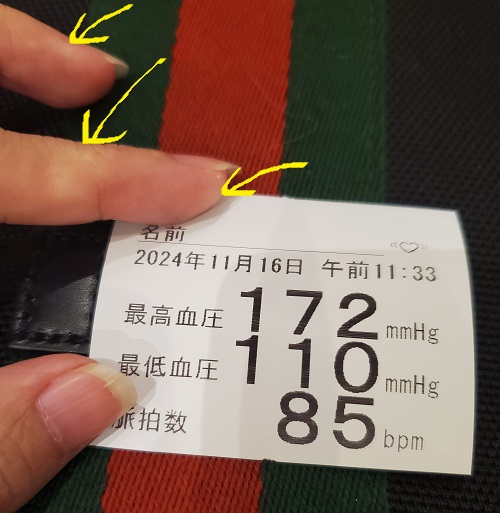 名前
2024年11月16日 午前11:33
最高血圧 172 mmHg
最低血圧 110 mmHg
脈拍数 85 bpm